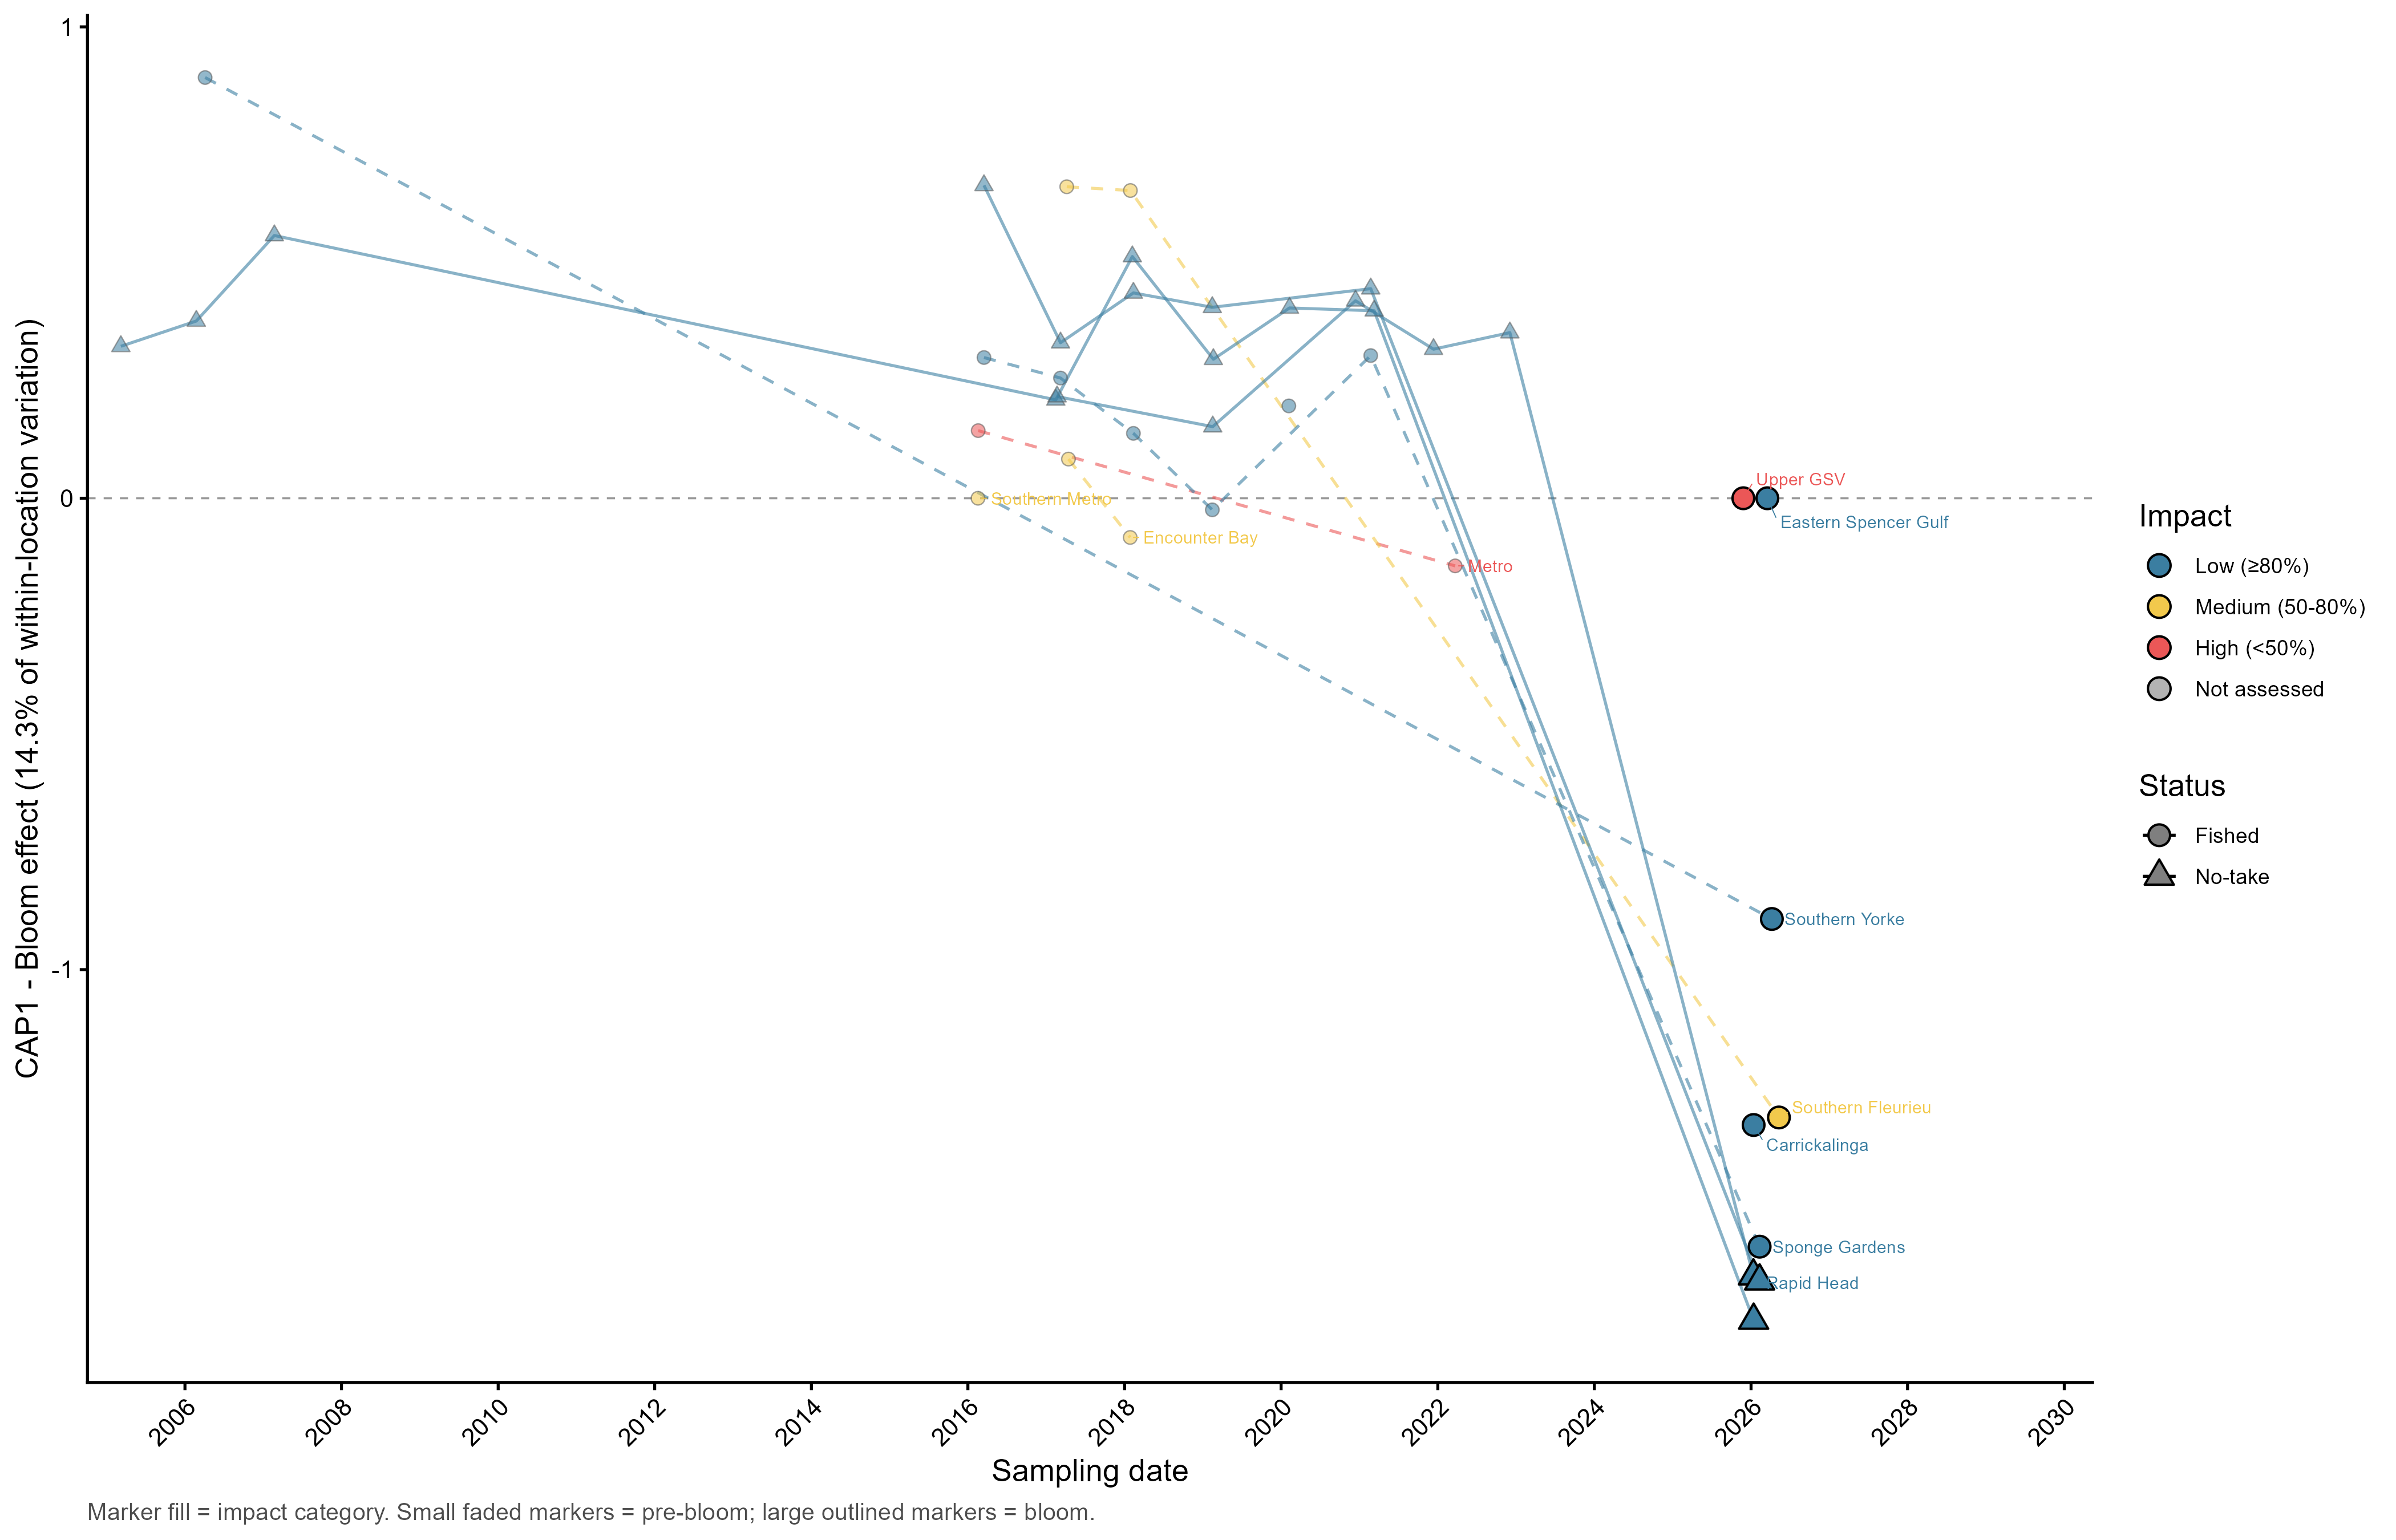 CAP1 - Bloom effect (14.3% of within-location variation)
1
0
-1
Southern Metro
Encounter Bay
Metro
Upper GSV
Eastern Spencer Gulf
Southern Yorke
Southern Fleurieu
Carrickalinga
Sponge Gardens
Rapid Head
2006
2008
2010
2012
2014
2016
2018
2020
2022
2024
2026
2028
2030
Sampling date
Marker fill = impact category. Small faded markers = pre-bloom; large outlined markers = bloom.
Impact
Low (≥80%)
Medium (50-80%)
High (<50%)
Not assessed
Status
Fished
No-take